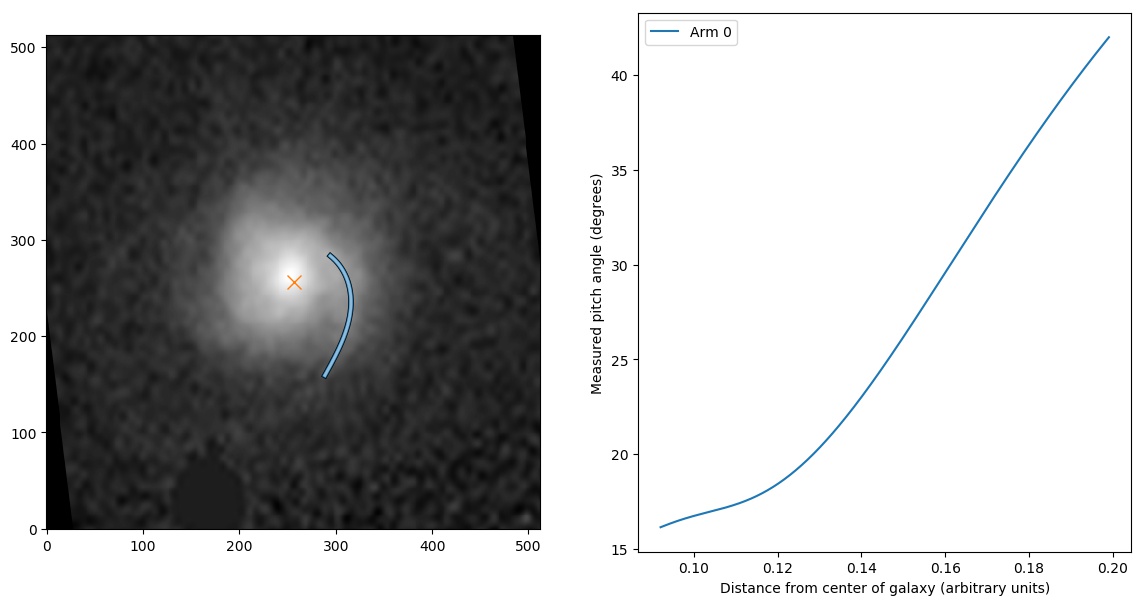 500
400
300
200
100
0
0 100 200 300 400 500
Arm 0
Measured pitch angle (degrees)
40
35
30
25
20
15
0.10 0.12 0.14 0.16 0.18 0.20
Distance from center of galaxy (arbitrary units)